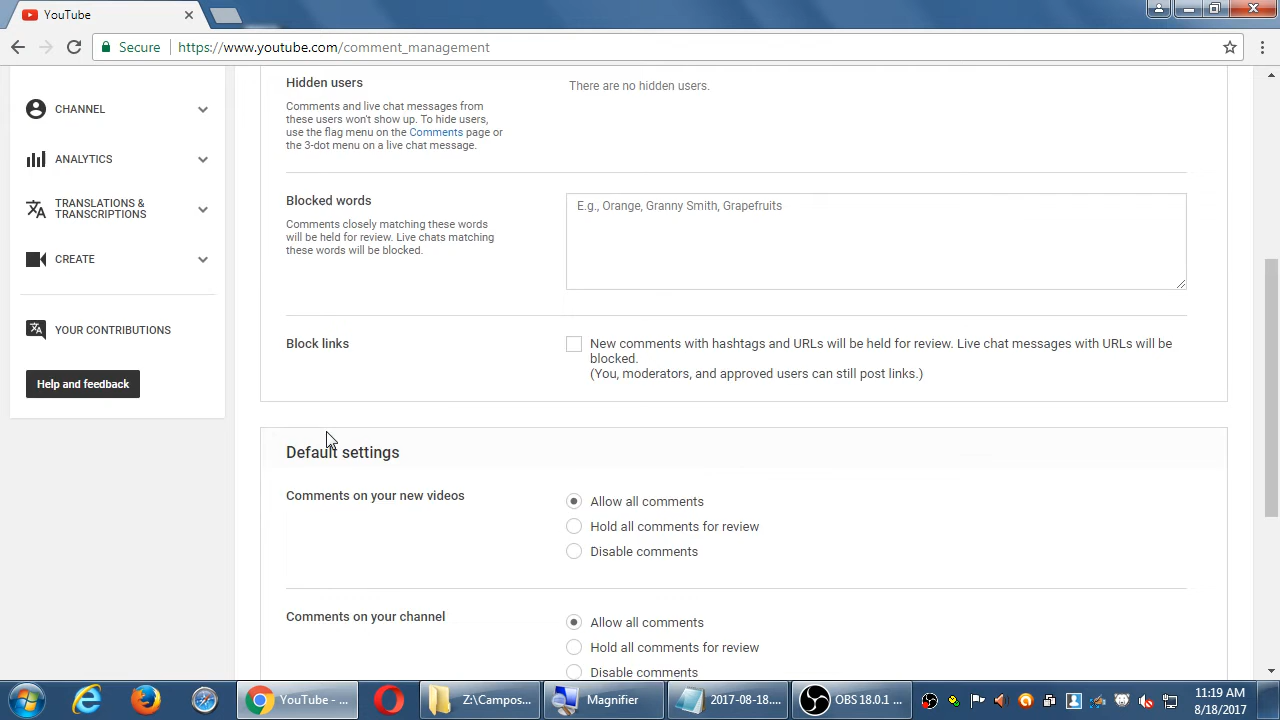 YouTube
Secure https://www.youtube.com/comment_management
CHANNEL
ANALYTICS
TRANSLATIONS &
TRANSCRIPTIONS
CREATE
YOUR CONTRIBUTIONS
Help and feedback
Hidden users
There are no hidden users.
Comments and live chat messages from
these users won't show up. To hide users,
use the flag menu on the Comments page or
the 3-dot menu on a live chat message.
Blocked words
E.g., Orange, Granny Smith, Grapefruits
Comments closely matching these words
will be held for review. Live chats matching
these words will be blocked.
Block links
New comments with hashtags and URLs will be held for review. Live chat messages with URLs will be
blocked.
(You, moderators, and approved users can still post links.)
Default settings
Comments on your new videos
Allow all comments
Hold all comments for review
Disable comments
Comments on your channel
Allow all comments
Hold all comments for review
Disable comments
YouTube - ...
Z:\Campos...
Magnifier
2017-08-18....
OBS 18.0.1 ...
11:19 AM
8/18/2017